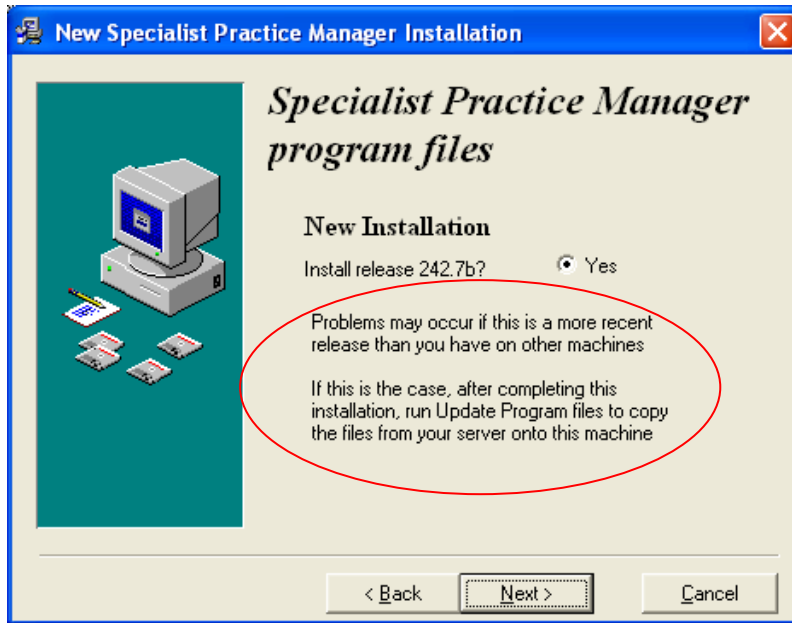 New Specialist Practice Manager Installation
Specialist Practice Manager
program files
New Installation
Install release 242.7b? Yes
Problems may occur if this is a more recent
release than you have on other machines
If this is the case, after completing this
installation, run Update Program files to copy
the files from your server onto this machine
< Back Next > Cancel